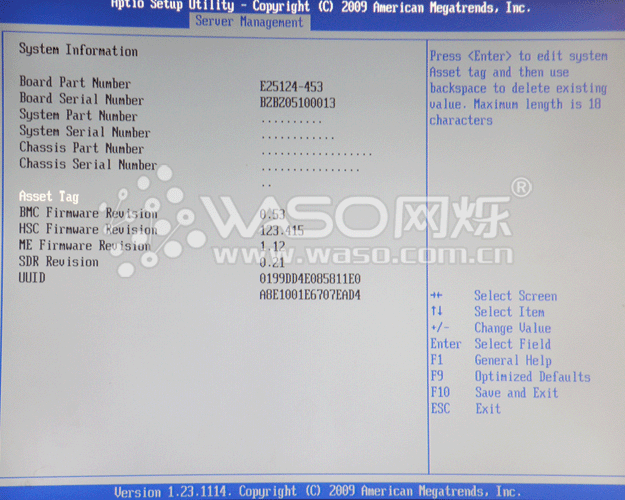 Aptio Setup Utility - Copyright (C) 2009 American Megatrends, Inc.
Server Management
System Information
Board Part Number E25124-453
Board Serial Number BZBZ05100013
System Part Number ..........
System Serial Number ............
Chassis Part Number ..................
Chassis Serial Number ................
..
Asset Tag
BMC Firmware Revision 0.53
HSC Firmware Revision 123.415
ME Firmware Revision 1.12
SDR Revision 0.21
UUID 0199DD4E085811E0
A8E1001E6707EAD4
Press <Enter> to edit system
Asset tag and then use
backspace to delete existing
value. Maximum length is 18
characters
→← Select Screen
↑↓ Select Item
+/- Change Value
Enter Select Field
F1 General Help
F9 Optimized Defaults
F10 Save and Exit
ESC Exit
Version 1.23.1114. Copyright (C) 2009 American Megatrends, Inc.
WASO网烁®
www.waso.com.cn